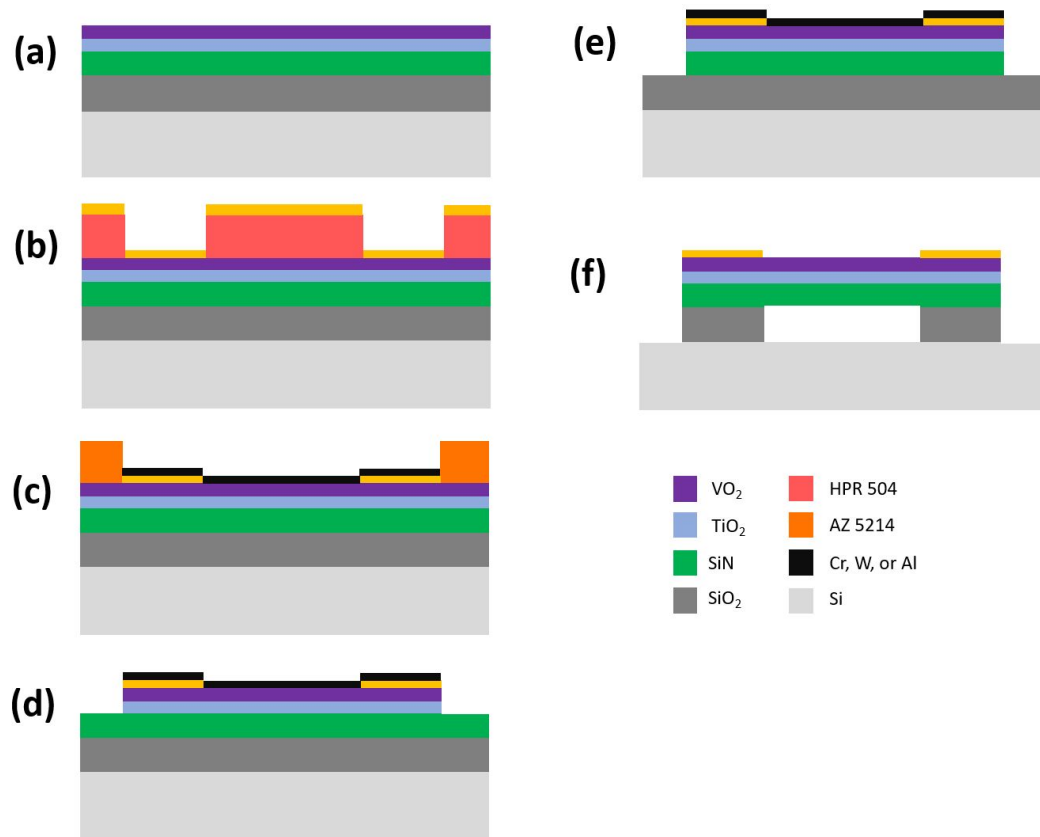 (a)
(b)
(c)
(d)
(e)
(f)
VO₂
HPR 504
TiO₂
AZ 5214
SiN
Cr, W, or Al
SiO₂
Si